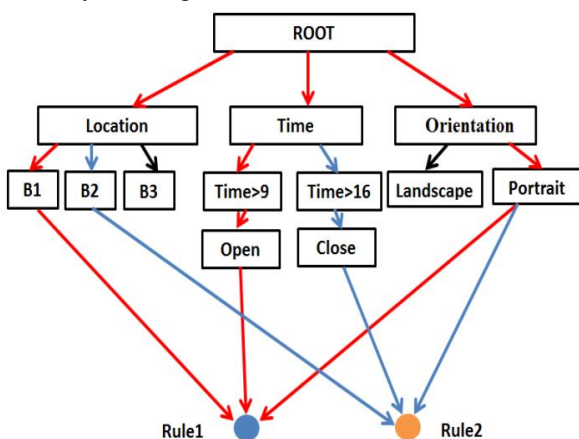 ROOT
Location Time Orientation
B1 B2 B3 Time>9 Time>16 Landscape Portrait
Open Close
Rule1 Rule2